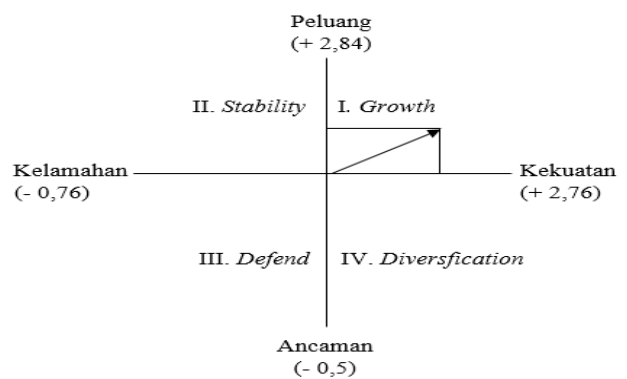 Peluang
(+ 2,84)
II. Stability
I. Growth
Kelamahan
(- 0,76)
Kekuatan
(+ 2,76)
III. Defend
IV. Diversfication
Ancaman
(- 0,5)